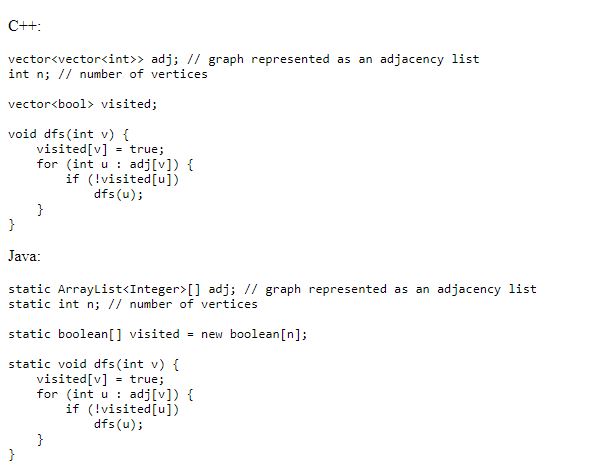 C++:
vector<vector<int>> adj; // graph represented as an adjacency list
int n; // number of vertices
vector<bool> visited;
void dfs(int v) {
    visited[v] = true;
    for (int u : adj[v]) {
        if (!visited[u])
            dfs(u);
    }
}
Java:
static ArrayList<Integer>[] adj; // graph represented as an adjacency list
static int n; // number of vertices
static boolean[] visited = new boolean[n];
static void dfs(int v) {
    visited[v] = true;
    for (int u : adj[v]) {
        if (!visited[u])
            dfs(u);
    }
}